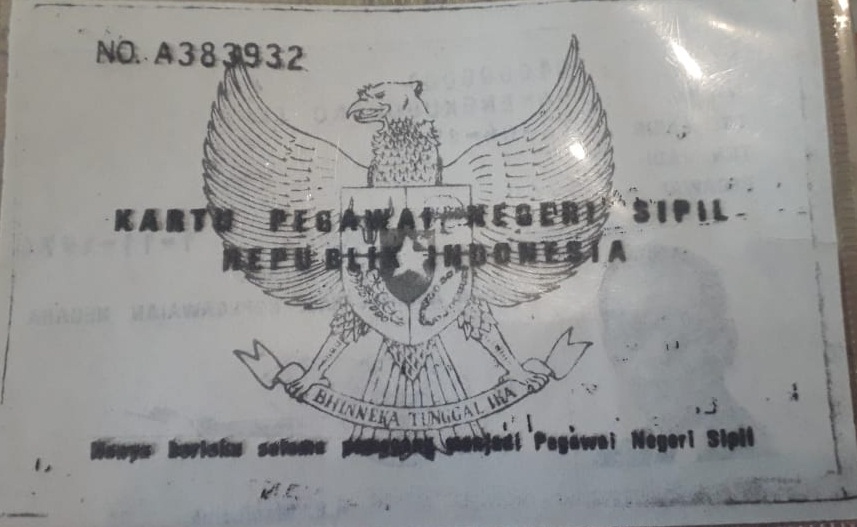 NO. A383932
KARTU PEGAWAI NEGERI SIPIL
REPUBLIK INDONESIA
BHINNEKA TUNGGAL IKA
Hanya berlaku selama pemegang menjadi Pegawai Negeri Sipil